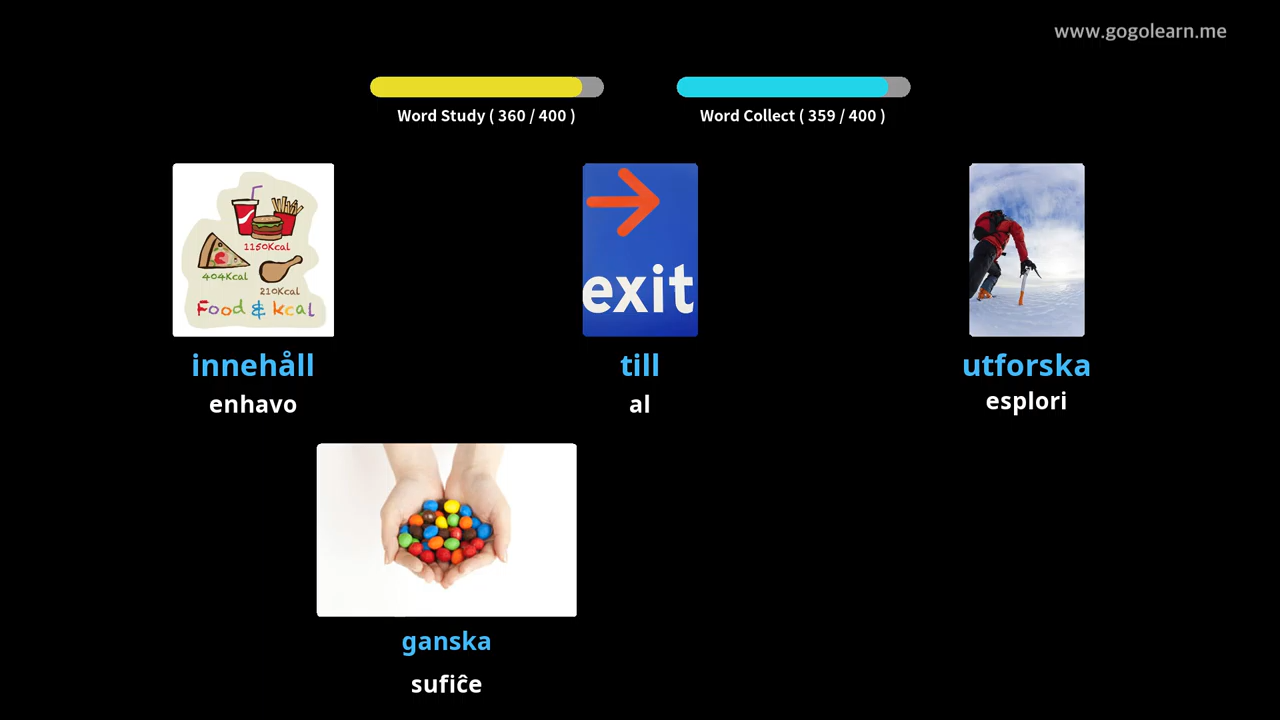 www.gogolearn.me
Word Study ( 360 / 400 )
Word Collect ( 359 / 400 )
1150Kcal
404Kcal
210Kcal
Food & kcal
exit
innehåll
till
utforska
enhavo
al
esplori
ganska
sufiĉe